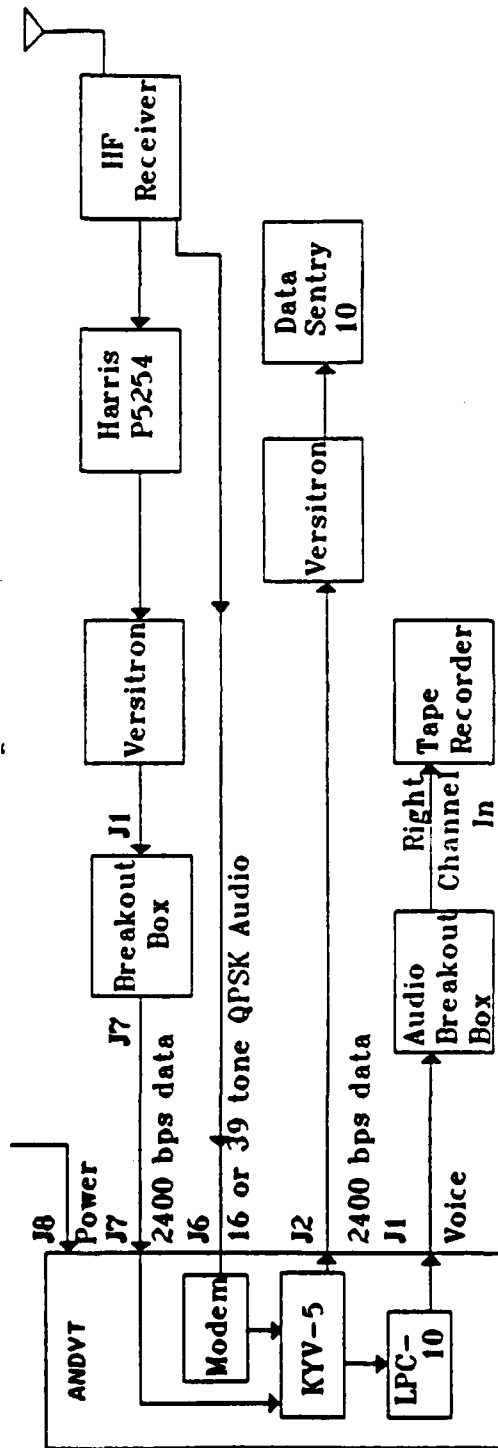 ANDVT
J8
Power
J7
2400 bps data
J6
16 or 39 tone QPSK Audio
J2
2400 bps data
J1
Voice
Modem
KYV-5
LPC-
10
J7
Breakout
Box
J1
Versitron
Harris
P5254
HF
Receiver
Versitron
Data
Sentry
10
Audio
Breakout
Box
Right
Channel
In
Tape
Recorder